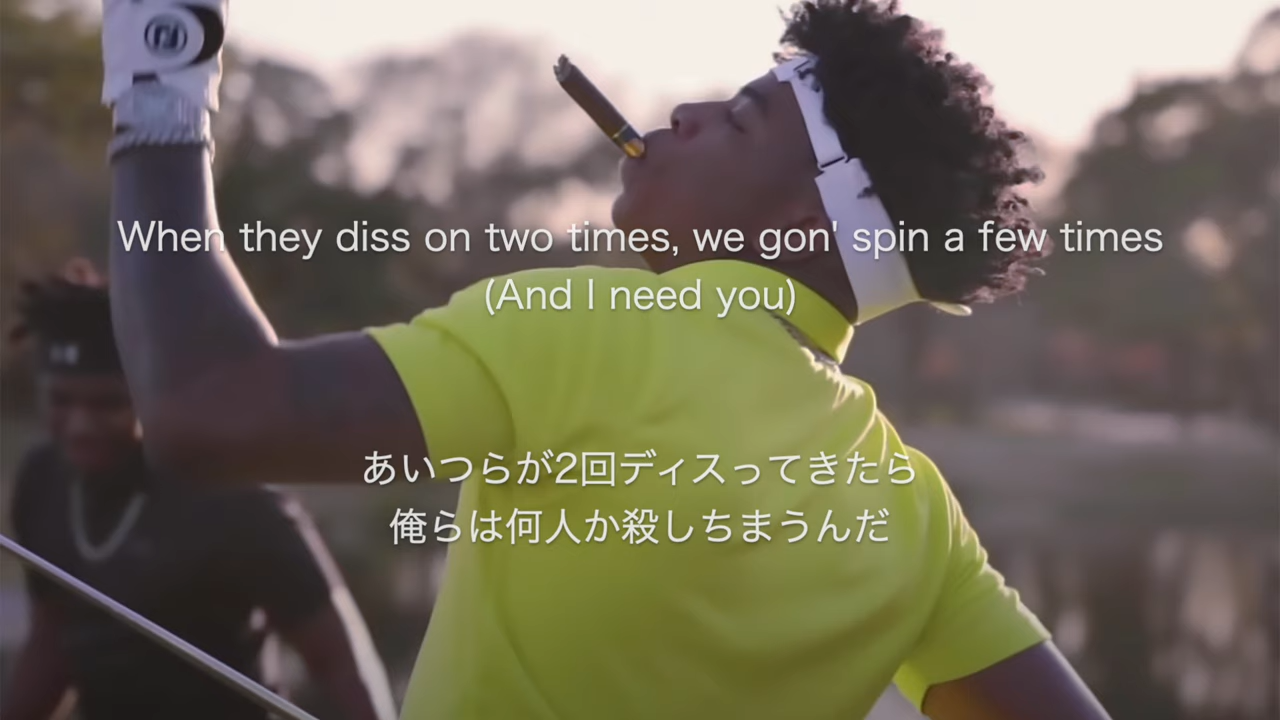 When they diss on two times, we gon' spin a few times
(And I need you)
あいつらが2回ディスってきたら
俺らは何人か殺しちまうんだ